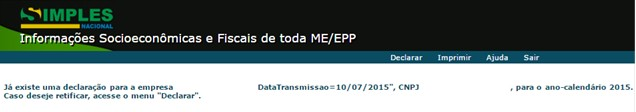 SIMPLES
NACIONAL
Informações Socioeconômicas e Fiscais de toda ME/EPP
Declarar Imprimir Ajuda Sair
Já existe uma declaração para a empresa DataTransmissao=10/07/2015", CNPJ , para o ano-calendário 2015.
Caso deseje retificar, acesse o menu "Declarar".